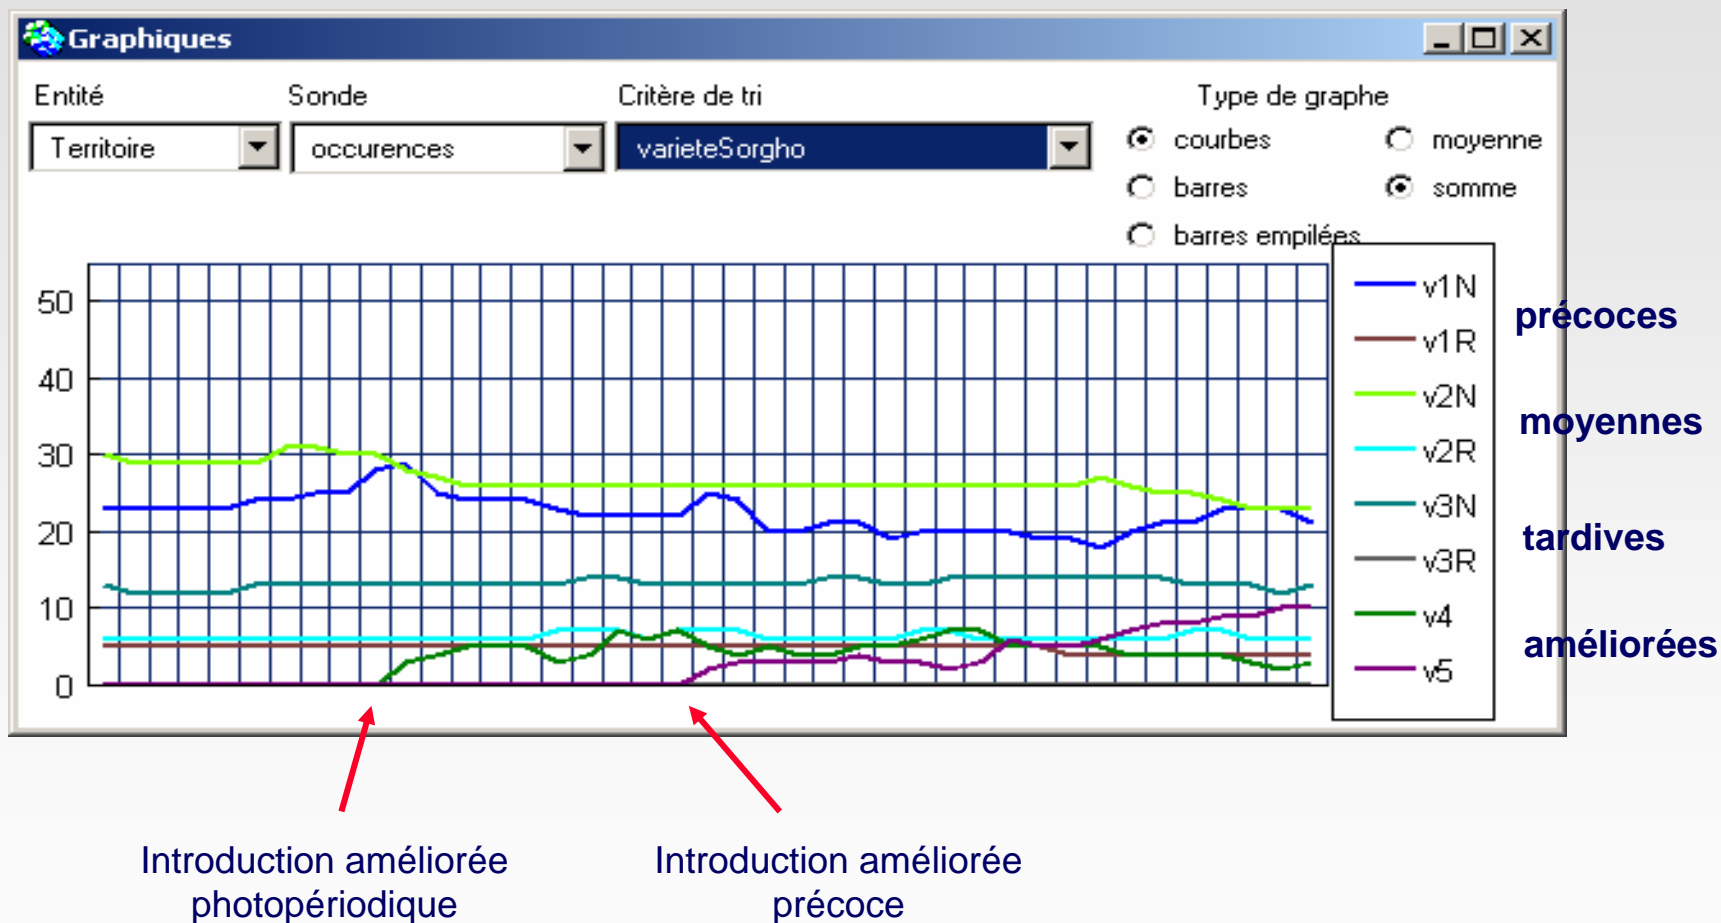 Graphiques
Entité Sonde Critère de tri Type de graphe
Territoire occurences varieteSorgho courbes moyenne
barres somme
barres empilées
50
40
30
20
10
0
v1N
v1R
v2N
v2R
v3N
v3R
v4
v5
précoces
moyennes
tardives
améliorées
Introduction améliorée
photopériodique
Introduction améliorée
précoce